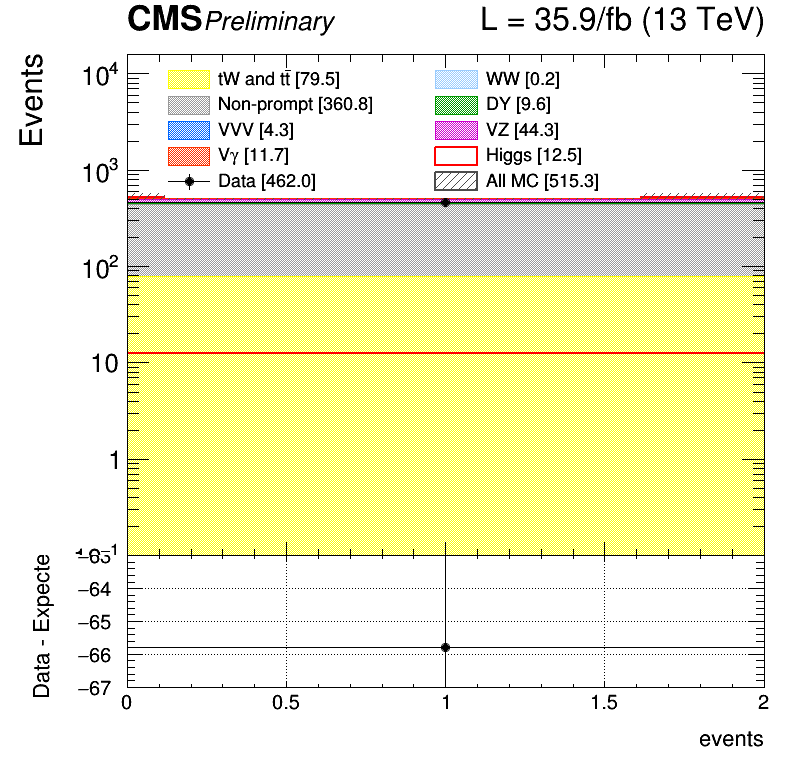 CMS Preliminary L = 35.9/fb (13 TeV)
Events
10⁴
10³
10²
10
1
tW and tt̄ [79.5] WW [0.2]
Non-prompt [360.8] DY [9.6]
VVV [4.3] VZ [44.3]
Vγ [11.7] Higgs [12.5]
Data [462.0] All MC [515.3]
Data - Expecte
−63
−64
−65
−66
−67
0 0.5 1 1.5 2
events